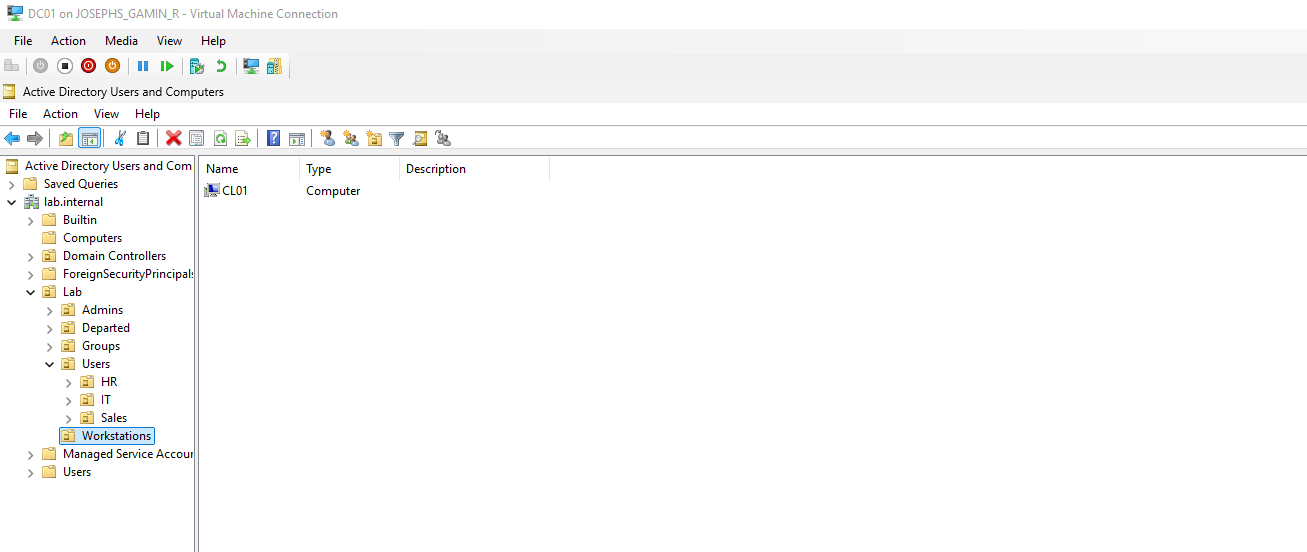 DC01 on JOSEPHS_GAMIN_R - Virtual Machine Connection
File Action Media View Help
Active Directory Users and Computers
File Action View Help
Active Directory Users and Com
Name Type Description
Saved Queries
CL01 Computer
lab.internal
Builtin
Computers
Domain Controllers
ForeignSecurityPrincipals
Lab
Admins
Departed
Groups
Users
HR
IT
Sales
Workstations
Managed Service Accour
Users